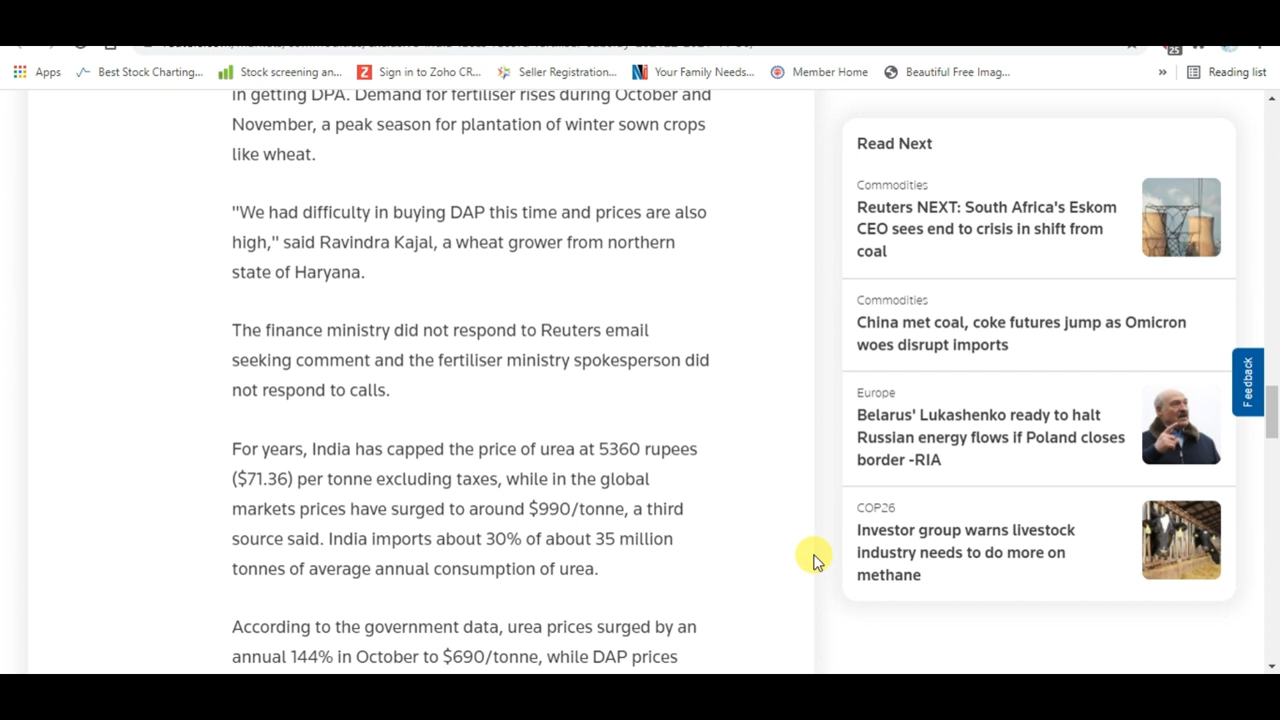 25
Apps
Best Stock Charting...
Stock screening an...
Sign in to Zoho CR...
Seller Registration...
Your Family Needs...
Member Home
Beautiful Free Imag...
»
Reading list
in getting DPA. Demand for fertiliser rises during October and
November, a peak season for plantation of winter sown crops
like wheat.
"We had difficulty in buying DAP this time and prices are also
high," said Ravindra Kajal, a wheat grower from northern
state of Haryana.
The finance ministry did not respond to Reuters email
seeking comment and the fertiliser ministry spokesperson did
not respond to calls.
For years, India has capped the price of urea at 5360 rupees
($71.36) per tonne excluding taxes, while in the global
markets prices have surged to around $990/tonne, a third
source said. India imports about 30% of about 35 million
tonnes of average annual consumption of urea.
According to the government data, urea prices surged by an
annual 144% in October to $690/tonne, while DAP prices
Read Next
Commodities
Reuters NEXT: South Africa's Eskom
CEO sees end to crisis in shift from
coal
Commodities
China met coal, coke futures jump as Omicron
woes disrupt imports
Europe
Belarus' Lukashenko ready to halt
Russian energy flows if Poland closes
border -RIA
COP26
Investor group warns livestock
industry needs to do more on
methane
Feedback